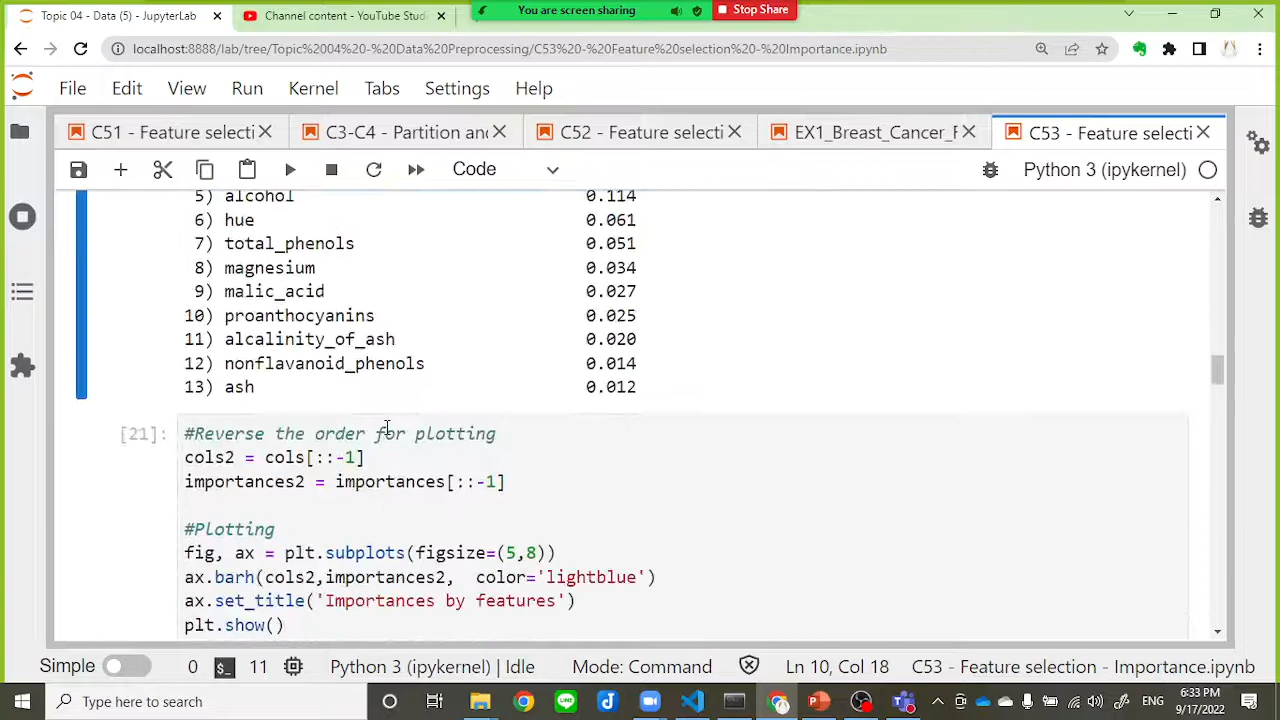 Topic 04 - Data (5) - JupyterLab
Channel content - YouTube Studi
You are screen sharing
Stop Share
localhost:8888/lab/tree/Topic%2004%20-%20Data%20Preprocessing/C53%20-%20Feature%20selection%20-%20Importance.ipynb
File Edit View Run Kernel Tabs Settings Help
C51 - Feature selecti
C3-C4 - Partition and
C52 - Feature selecti
EX1_Breast_Cancer_F
C53 - Feature selecti
Code
Python 3 (ipykernel)
5) alcohol 0.114
6) hue 0.061
7) total_phenols 0.051
8) magnesium 0.034
9) malic_acid 0.027
10) proanthocyanins 0.025
11) alcalinity_of_ash 0.020
12) nonflavanoid_phenols 0.014
13) ash 0.012
[21]: #Reverse the order for plotting
cols2 = cols[::-1]
importances2 = importances[::-1]
#Plotting
fig, ax = plt.subplots(figsize=(5,8))
ax.barh(cols2,importances2, color='lightblue')
ax.set_title('Importances by features')
plt.show()
Simple 0 $_ 11 Python 3 (ipykernel) | Idle Mode: Command Ln 10, Col 18 C53 - Feature selection - Importance.ipynb
Type here to search
ENG
6:33 PM
9/17/2022